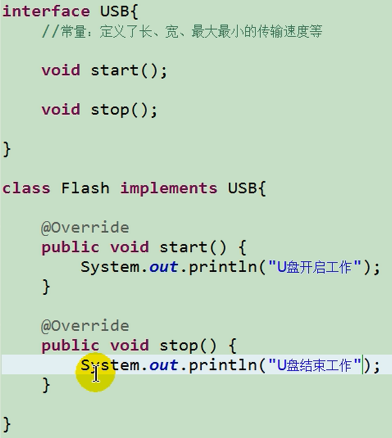 interface USB{
//常量：定义了长、宽、最大最小的传输速度等
void start();
void stop();
}
class Flash implements USB{
@Override
public void start() {
System.out.println("U盘开启工作");
}
@Override
public void stop() {
System.out.println("U盘结束工作");
}
}